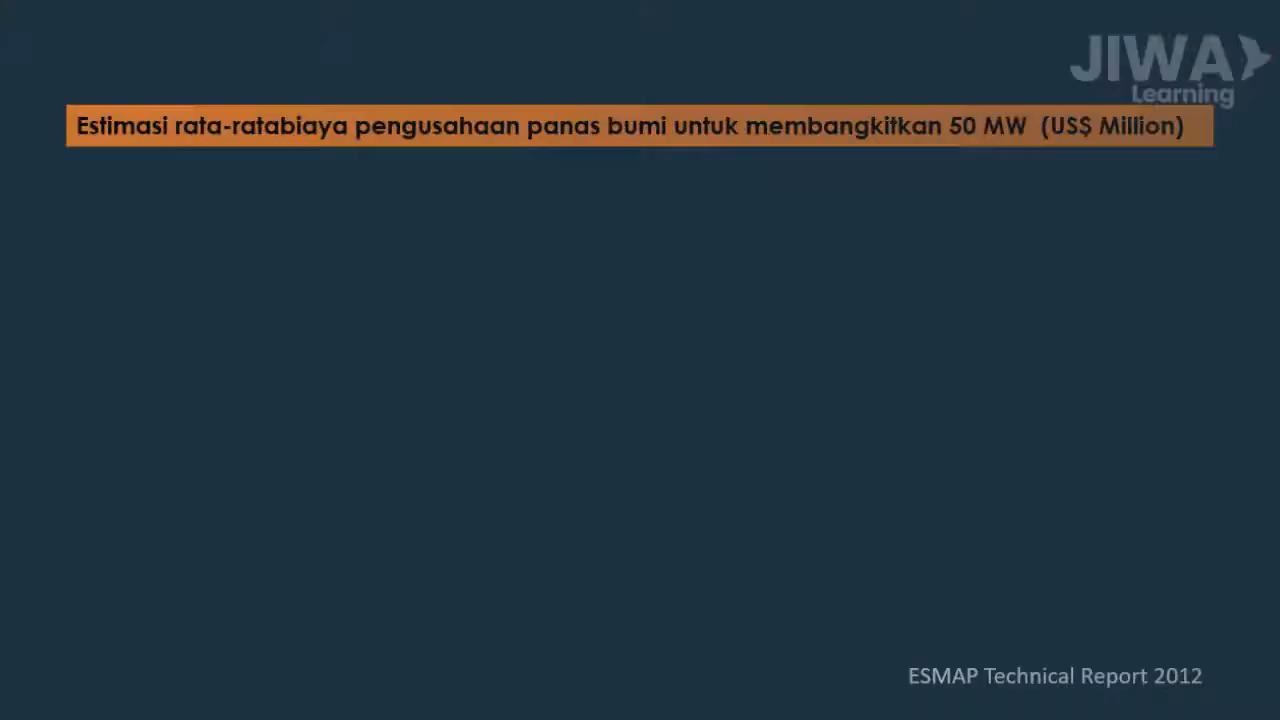 JIWA
Learning
Estimasi rata-ratabiaya pengusahaan panas bumi untuk membangkitkan 50 MW (US$ Million)
ESMAP Technical Report 2012